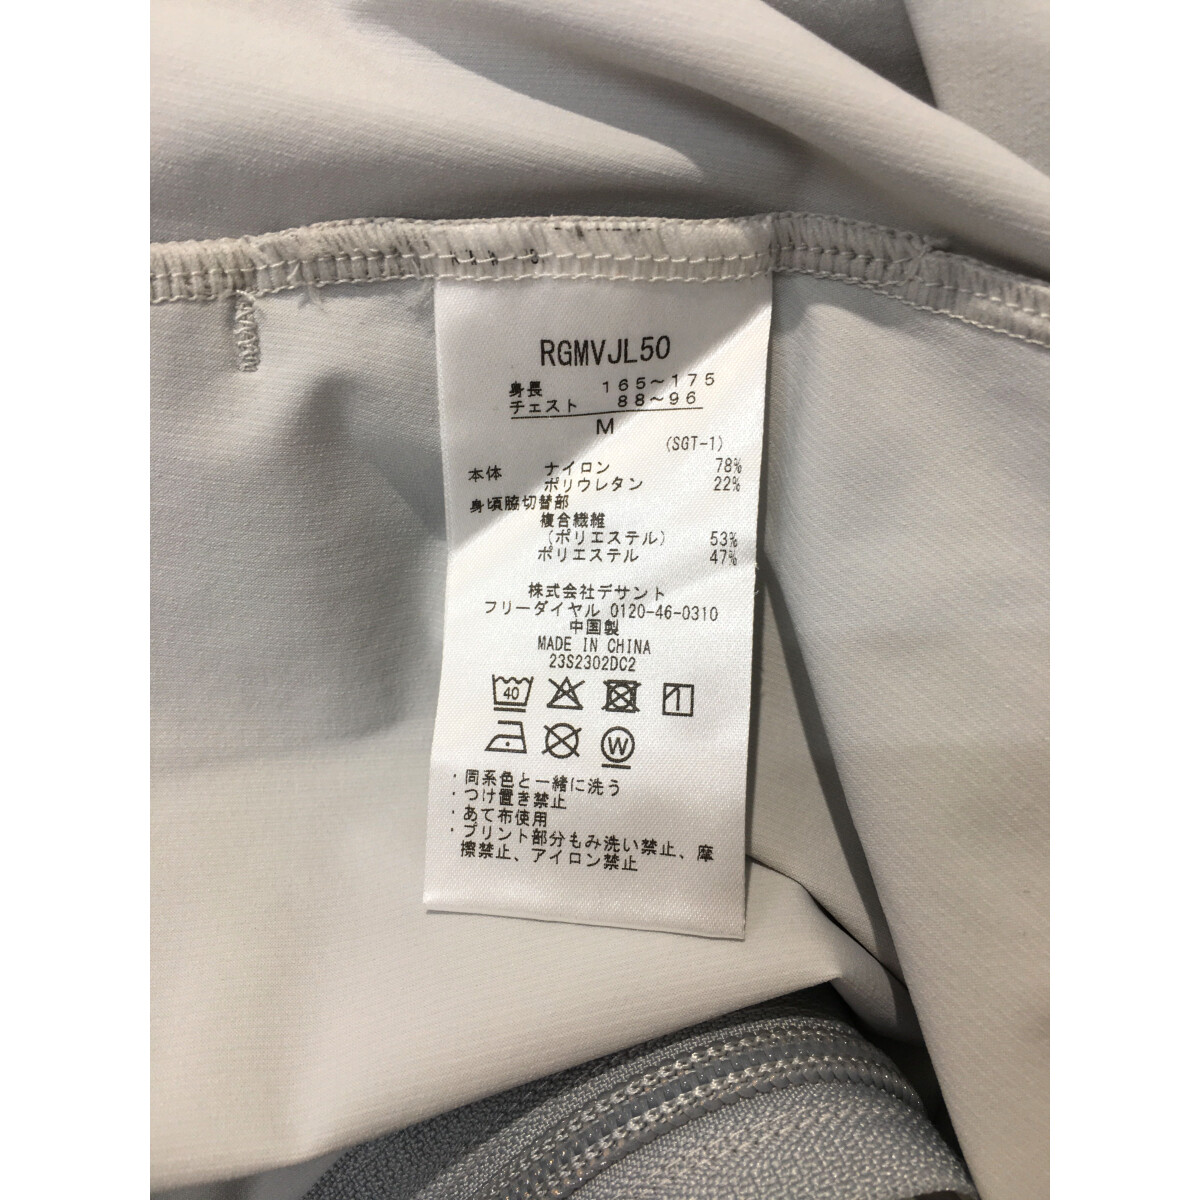 RGMVJL50
身長 165～175
チェスト 88～96
M
(SGT-1)
本体 ナイロン 78%
ポリウレタン 22%
身頃脇切替部
複合繊維
(ポリエステル) 53%
ポリエステル 47%
株式会社デサント
フリーダイヤル 0120-46-0310
中国製
MADE IN CHINA
23S2302DC2
40
W
・同系色と一緒に洗う
・つけ置き禁止
・あて布使用
・プリント部分もみ洗い禁止、摩
擦禁止、アイロン禁止